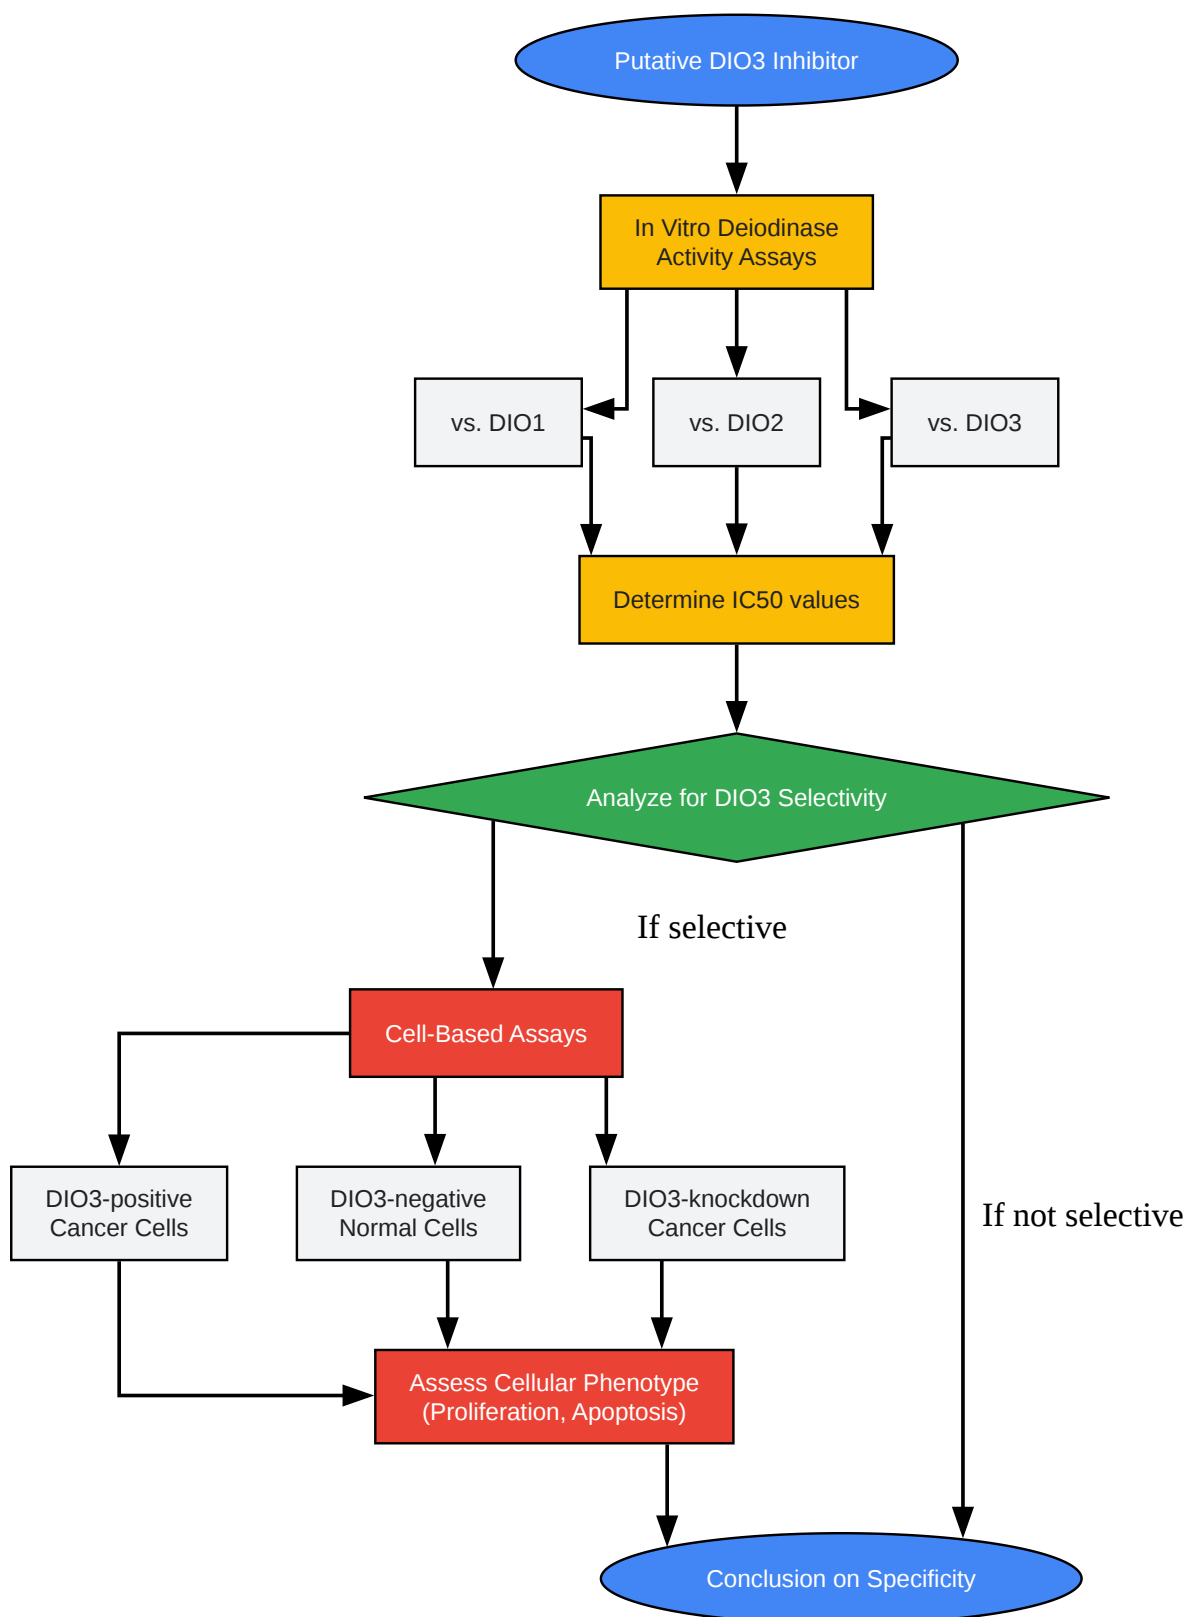 Putative DIO3 Inhibitor
In Vitro Deiodinase
Activity Assays
vs. DIO1
vs. DIO2
vs. DIO3
Determine IC50 values
Analyze for DIO3 Selectivity
If selective
Cell-Based Assays
DIO3-positive
Cancer Cells
DIO3-negative
Normal Cells
DIO3-knockdown
Cancer Cells
If not selective
Assess Cellular Phenotype
(Proliferation, Apoptosis)
Conclusion on Specificity